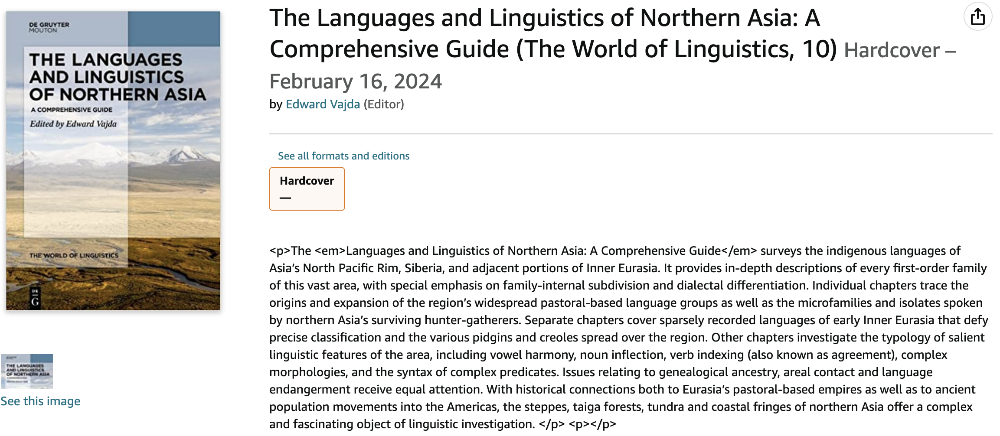 DE GRUYTER
MOUTON
THE LANGUAGES
AND LINGUISTICS
OF NORTHERN ASIA
A COMPREHENSIVE GUIDE
Edited by Edward Vajda
THE WORLD OF LINGUISTICS
DE
G
THE LANGUAGES
AND LINGUISTICS
OF NORTHERN ASIA
See this image
The Languages and Linguistics of Northern Asia: A
Comprehensive Guide (The World of Linguistics, 10) Hardcover –
February 16, 2024
by Edward Vajda (Editor)
See all formats and editions
Hardcover
—
<p>The <em>Languages and Linguistics of Northern Asia: A Comprehensive Guide</em> surveys the indigenous languages of
Asia’s North Pacific Rim, Siberia, and adjacent portions of Inner Eurasia. It provides in-depth descriptions of every first-order family
of this vast area, with special emphasis on family-internal subdivision and dialectal differentiation. Individual chapters trace the
origins and expansion of the region’s widespread pastoral-based language groups as well as the microfamilies and isolates spoken
by northern Asia’s surviving hunter-gatherers. Separate chapters cover sparsely recorded languages of early Inner Eurasia that defy
precise classification and the various pidgins and creoles spread over the region. Other chapters investigate the typology of salient
linguistic features of the area, including vowel harmony, noun inflection, verb indexing (also known as agreement), complex
morphologies, and the syntax of complex predicates. Issues relating to genealogical ancestry, areal contact and language
endangerment receive equal attention. With historical connections both to Eurasia’s pastoral-based empires as well as to ancient
population movements into the Americas, the steppes, taiga forests, tundra and coastal fringes of northern Asia offer a complex
and fascinating object of linguistic investigation. </p> <p></p>